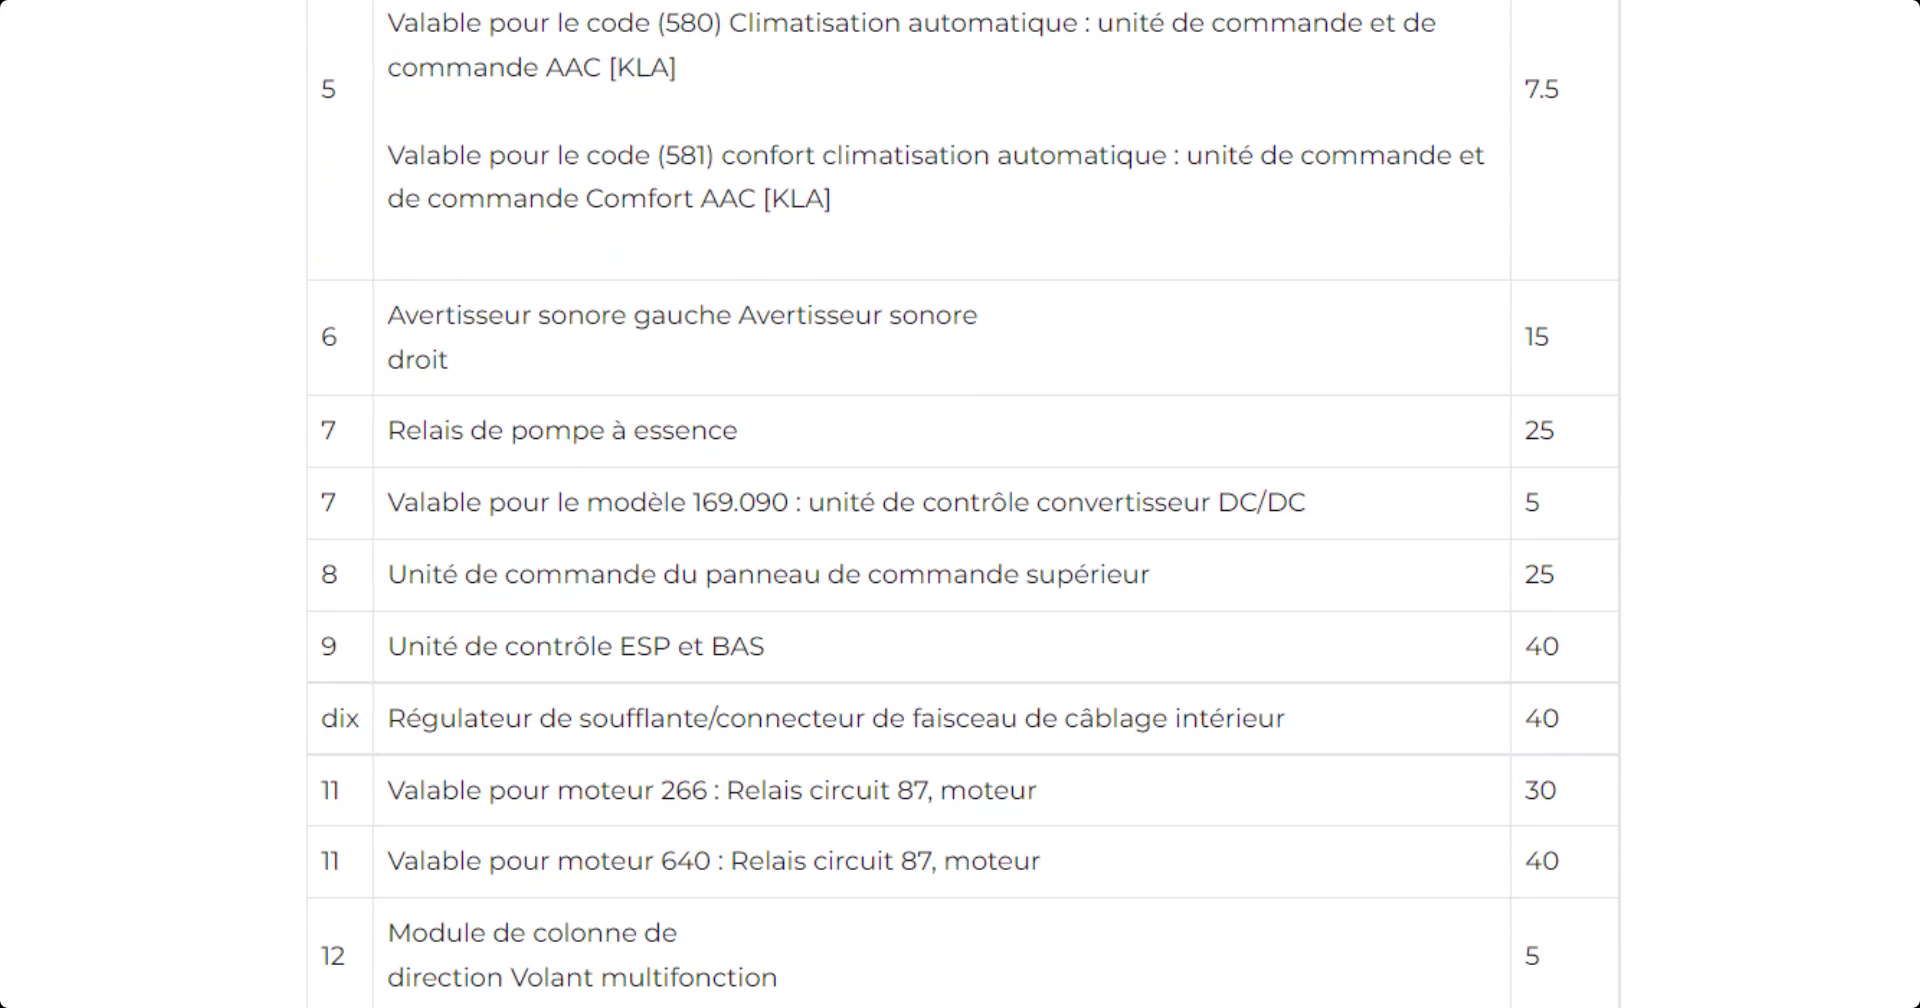 Valable pour le code (580) Climatisation automatique : unité de commande et de
commande AAC [KLA]
5
7.5
Valable pour le code (581) confort climatisation automatique : unité de commande et
de commande Comfort AAC [KLA]
Avertisseur sonore gauche Avertisseur sonore
6
15
droit
7 Relais de pompe à essence 25
7 Valable pour le modèle 169.090 : unité de contrôle convertisseur DC/DC 5
8 Unité de commande du panneau de commande supérieur 25
9 Unité de contrôle ESP et BAS 40
dix Régulateur de soufflante/connecteur de faisceau de câblage intérieur 40
11 Valable pour moteur 266 : Relais circuit 87, moteur 30
11 Valable pour moteur 640 : Relais circuit 87, moteur 40
Module de colonne de
12
5
direction Volant multifonction